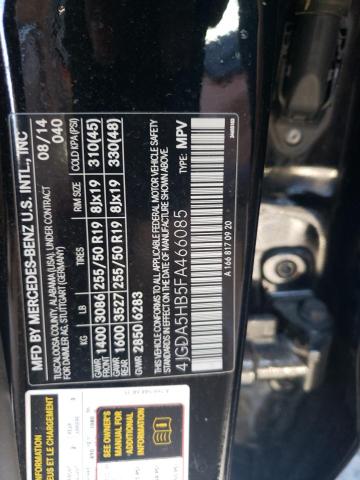 MFD BY MERCEDES-BENZ U.S. INTL., INC
TUSCALOOSA COUNTY, ALABAMA (USA)
FOR DAIMLER AG, STUTTGART (GERMANY)
08/14
040
KG LB TIRES RIM SIZE COLD KPA(PSI)
GAWR FRONT 1400 3086 255/50 R19 8Jx19 310(45)
GAWR REAR 1600 3527 255/50 R19 8Jx19 330(48)
GVWR 2850 6283
THIS VEHICLE CONFORMS TO ALL APPLICABLE FEDERAL MOTOR VEHICLE SAFETY
STANDARDS IN EFFECT ON THE DATE OF MANUFACTURE SHOWN ABOVE.
4JGDA5HB5FA466085 TYPE: MPV
A 166 817 09 20
EUS ET LE CHARGEMENT
SEE OWNER'S
MANUAL FOR
*ADDITIONAL
INFORMATION